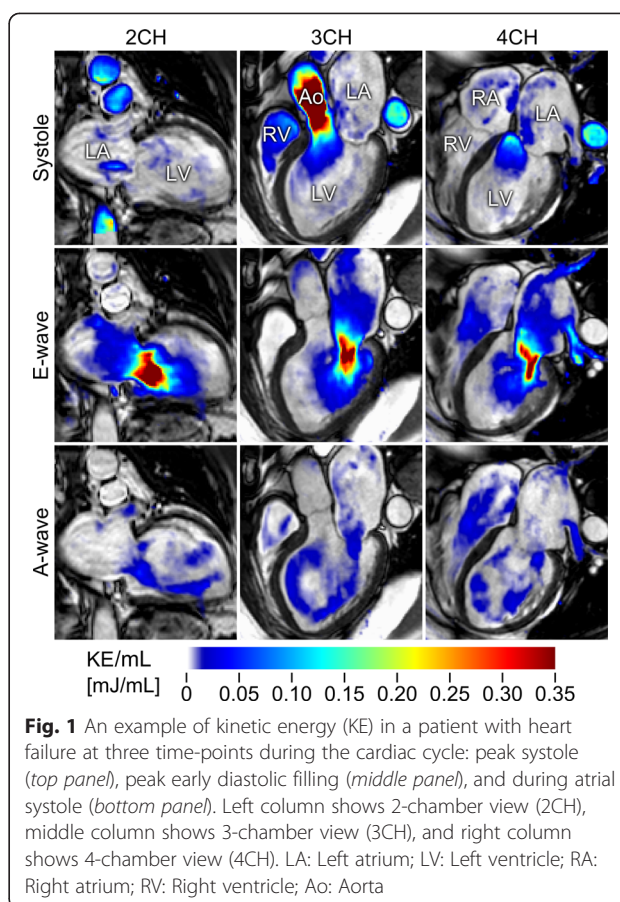 2CH 3CH 4CH
Systole
LA LV
Ao LA RV LV
RA LA RV LV
E-wave
A-wave
KE/mL
[mJ/mL]
0 0.05 0.10 0.15 0.20 0.25 0.30 0.35
Fig. 1 An example of kinetic energy (KE) in a patient with heart
failure at three time-points during the cardiac cycle: peak systole
(top panel), peak early diastolic filling (middle panel), and during atrial
systole (bottom panel). Left column shows 2-chamber view (2CH),
middle column shows 3-chamber view (3CH), and right column
shows 4-chamber view (4CH). LA: Left atrium; LV: Left ventricle; RA:
Right atrium; RV: Right ventricle; Ao: Aorta